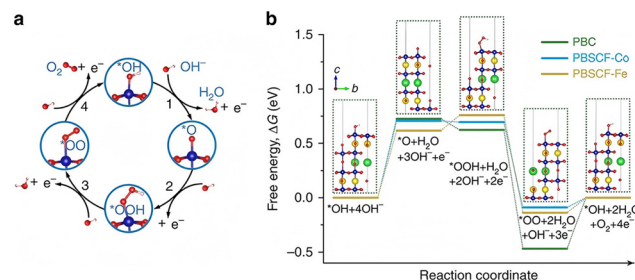 a
O₂
+ e⁻
*OH
OH⁻
4
1
H₂O
+ e⁻
*OO
*O
+ e⁻
3
2
*OOH
+ e⁻
b
Free energy, ΔG (eV)
1.5
1.0
0.5
0.0
−0.5
c
b
PBC
PBSCF-Co
PBSCF-Fe
*OH+4OH⁻
*O+H₂O
+3OH⁻+e⁻
*OOH+H₂O
+2OH⁻+2e⁻
*OO+2H₂O
+OH⁻+3e⁻
*OH+2H₂O
+O₂+4e⁻
Reaction coordinate